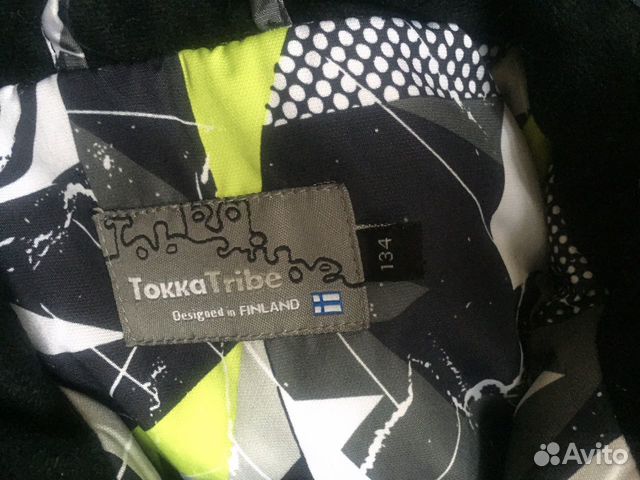 TokkaTribe
Designed in FINLAND
134
Avito